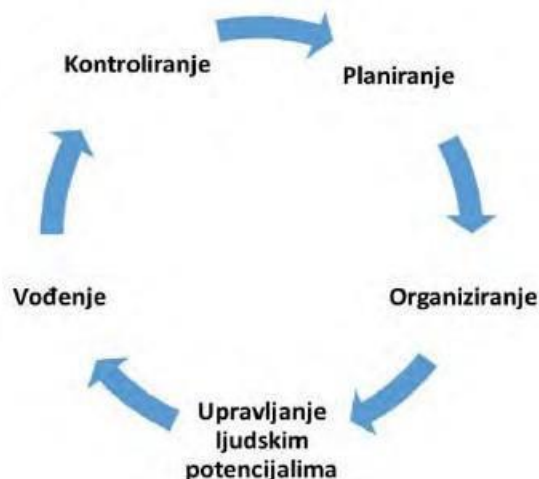 Kontroliranje
Planiranje
Organiziranje
Upravljanje
ljudskim
potencijalima
Vođenje